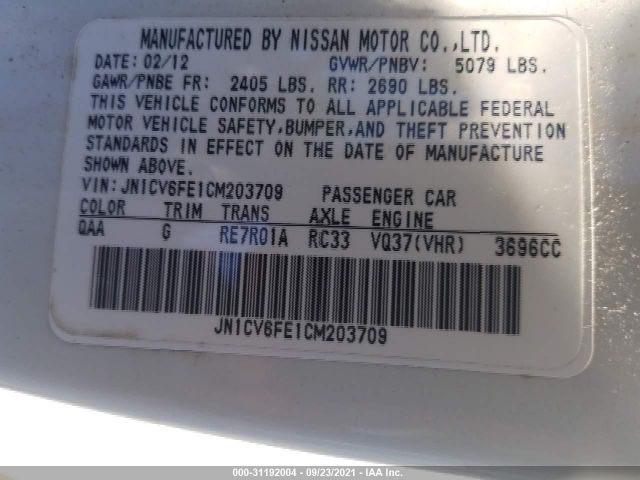 MANUFACTURED BY NISSAN MOTOR CO.,LTD.
DATE: 02/12 GVWR/PNBV: 5079 LBS.
GAWR/PNBE FR: 2405 LBS. RR: 2690 LBS.
THIS VEHICLE CONFORMS TO ALL APPLICABLE FEDERAL
MOTOR VEHICLE SAFETY,BUMPER,AND THEFT PREVENTION
STANDARDS IN EFFECT ON THE DATE OF MANUFACTURE
SHOWN ABOVE.
VIN:JN1CV6FE1CM203709 PASSENGER CAR
COLOR TRIM TRANS AXLE ENGINE
QAA G RE7R01A RC33 VQ37(VHR) 3696CC
JN1CV6FE1CM203709
000-31192004 - 09/23/2021 - IAA Inc.